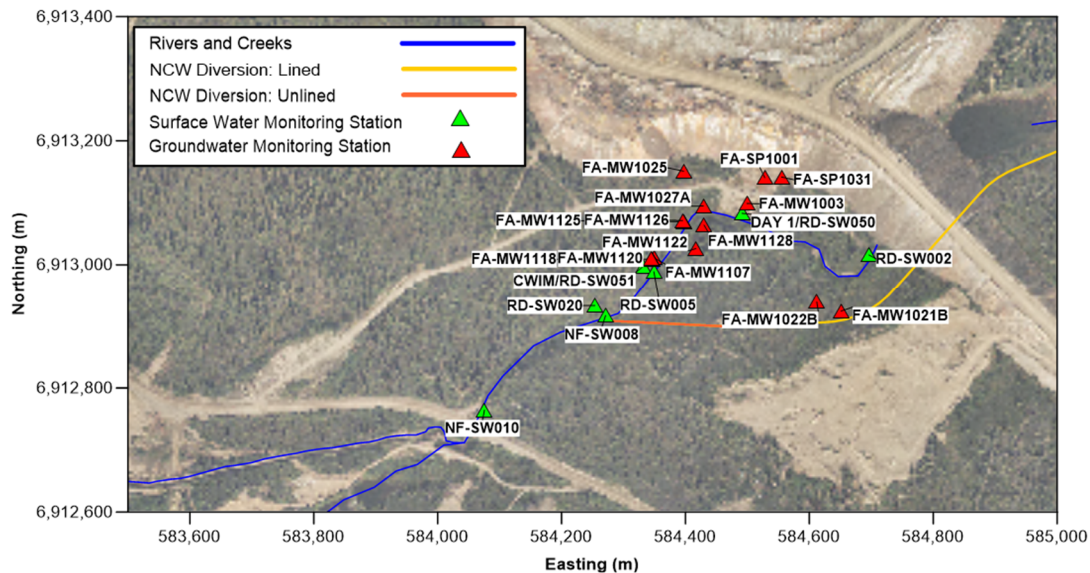 6,913,400
6,913,200
6,913,000
6,912,800
6,912,600
Northing (m)
Rivers and Creeks
NCW Diversion: Lined
NCW Diversion: Unlined
Surface Water Monitoring Station
Groundwater Monitoring Station
FA-MW1025
FA-SP1001
FA-SP1031
FA-MW1027A
FA-MW1003
FA-MW1125
FA-MW1126
DAY 1/RD-SW050
FA-MW1122
FA-MW1128
FA-MW1118
FA-MW1120
RD-SW002
FA-MW1107
CWIM/RD-SW051
RD-SW020
RD-SW005
FA-MW1022B
FA-MW1021B
NF-SW008
NF-SW010
583,600
583,800
584,000
584,200
584,400
584,600
584,800
585,000
Easting (m)